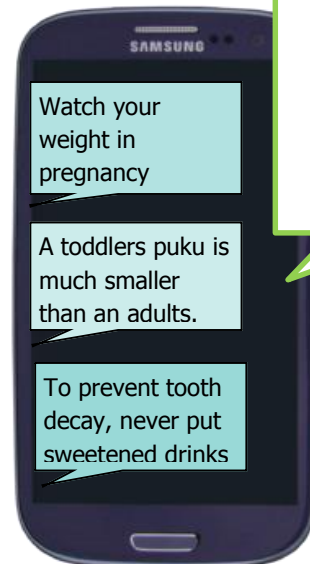 SAMSUNG
Watch your
weight in
pregnancy
A toddlers puku is
much smaller
than an adults.
To prevent tooth
decay, never put
sweetened drinks